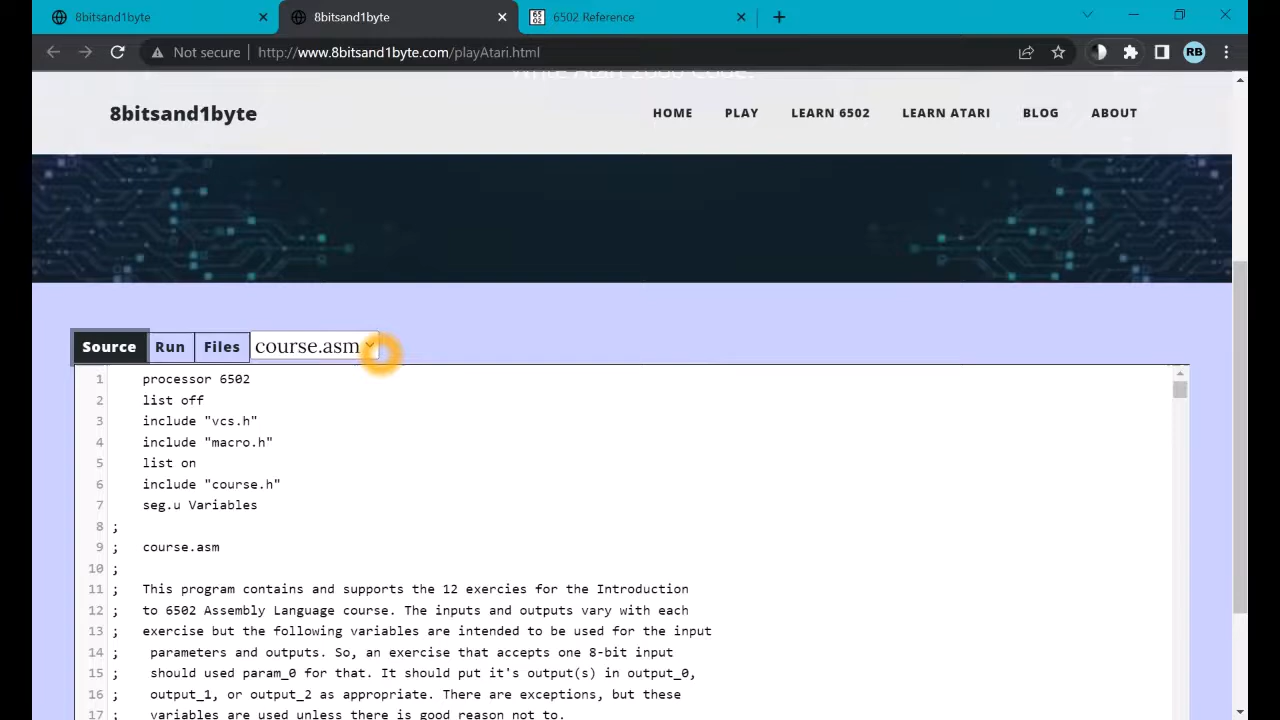 8bitsand1byte
8bitsand1byte
6502 Reference
Not secure
http://www.8bitsand1byte.com/playAtari.html
RB
Write Atari 2600 Code.
8bitsand1byte
HOME
PLAY
LEARN 6502
LEARN ATARI
BLOG
ABOUT
Source
Run
Files
course.asm
1 processor 6502
2 list off
3 include "vcs.h"
4 include "macro.h"
5 list on
6 include "course.h"
7 seg.u Variables
8 ;
9 ; course.asm
10 ;
11 ; This program contains and supports the 12 exercies for the Introduction
12 ; to 6502 Assembly Language course. The inputs and outputs vary with each
13 ; exercise but the following variables are intended to be used for the input
14 ; parameters and outputs. So, an exercise that accepts one 8-bit input
15 ; should used param_0 for that. It should put it's output(s) in output_0,
16 ; output_1, or output_2 as appropriate. There are exceptions, but these
17 ; variables are used unless there is good reason not to.